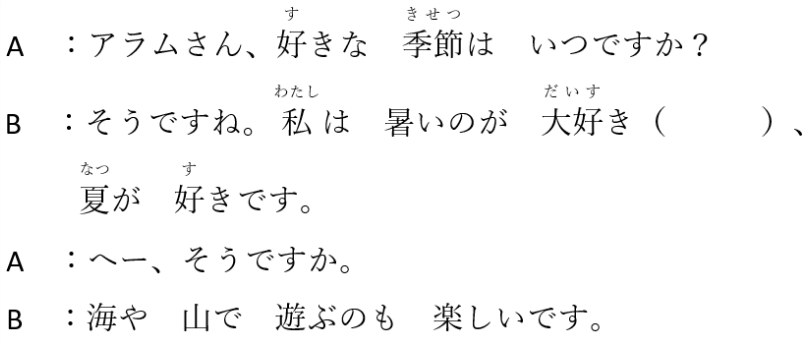 す きせつ
A ：アラムさん、好きな 季節は いつですか？
わたし だいす
B ：そうですね。私は 暑いのが 大好き（ ）、
なつ す
夏が 好きです。
A ：へー、そうですか。
B ：海や 山で 遊ぶのも 楽しいです。